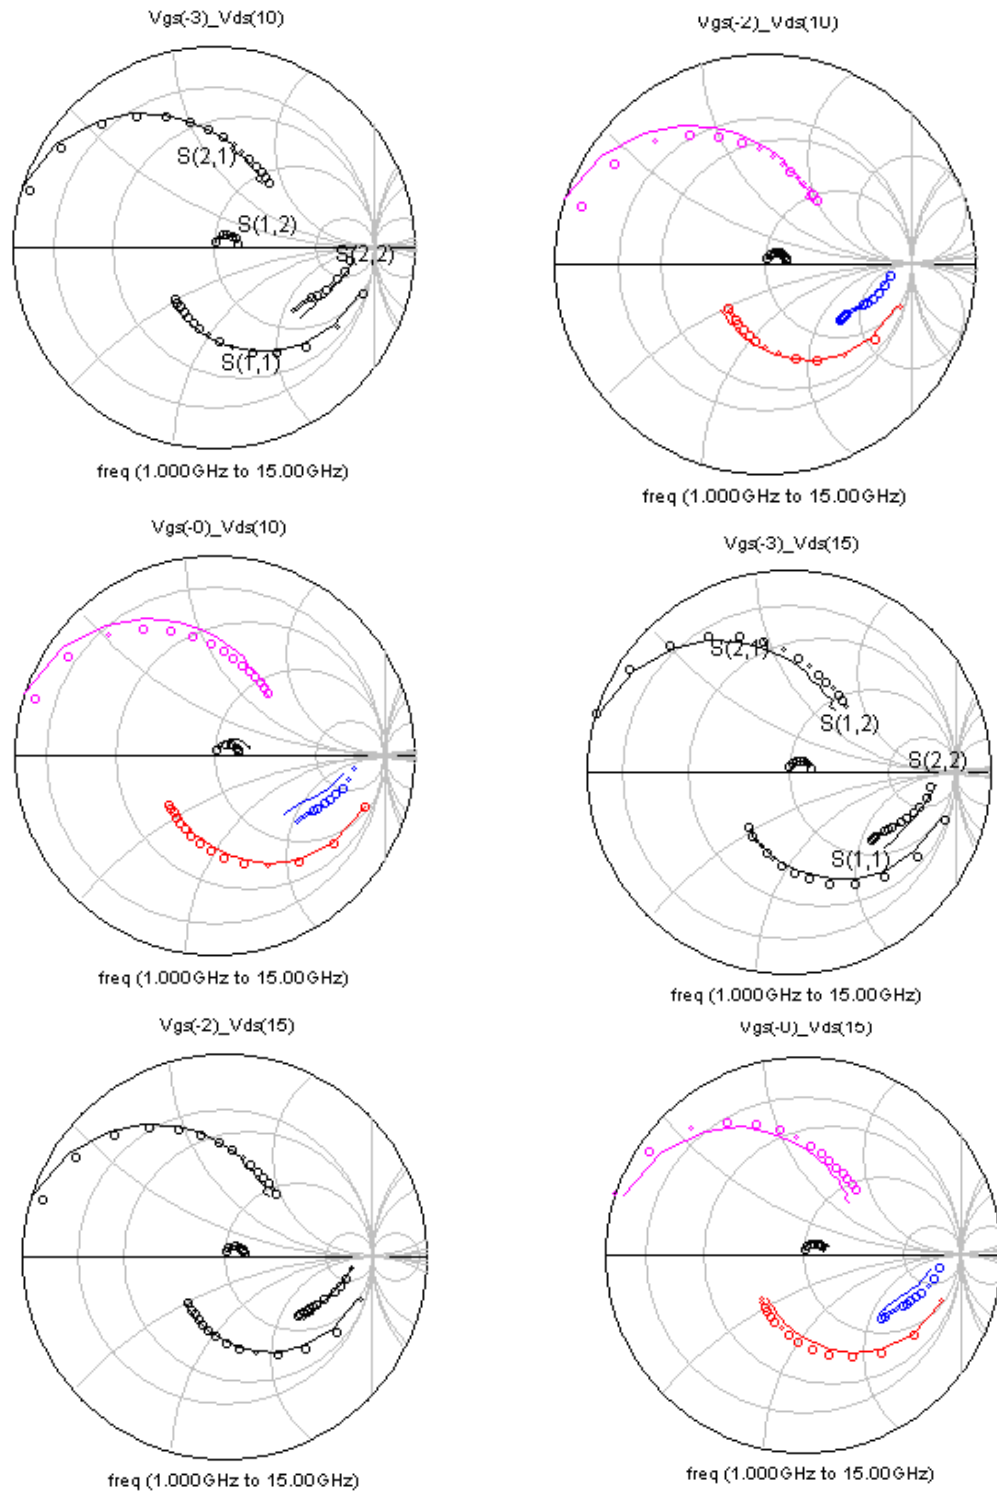 Vgs(-3)_Vds(10)
S(2,1)
S(1,2)
S(2,2)
S(1,1)
freq (1.000GHz to 15.00GHz)
Vgs(-2)_Vds(10)
freq (1.000GHz to 15.00GHz)
Vgs(-0)_Vds(10)
freq (1.000GHz to 15.00GHz)
Vgs(-3)_Vds(15)
S(2,1)
S(1,2)
S(2,2)
S(1,1)
freq (1.000GHz to 15.00GHz)
Vgs(-2)_Vds(15)
freq (1.000GHz to 15.00GHz)
Vgs(-0)_Vds(15)
freq (1.000GHz to 15.00GHz)